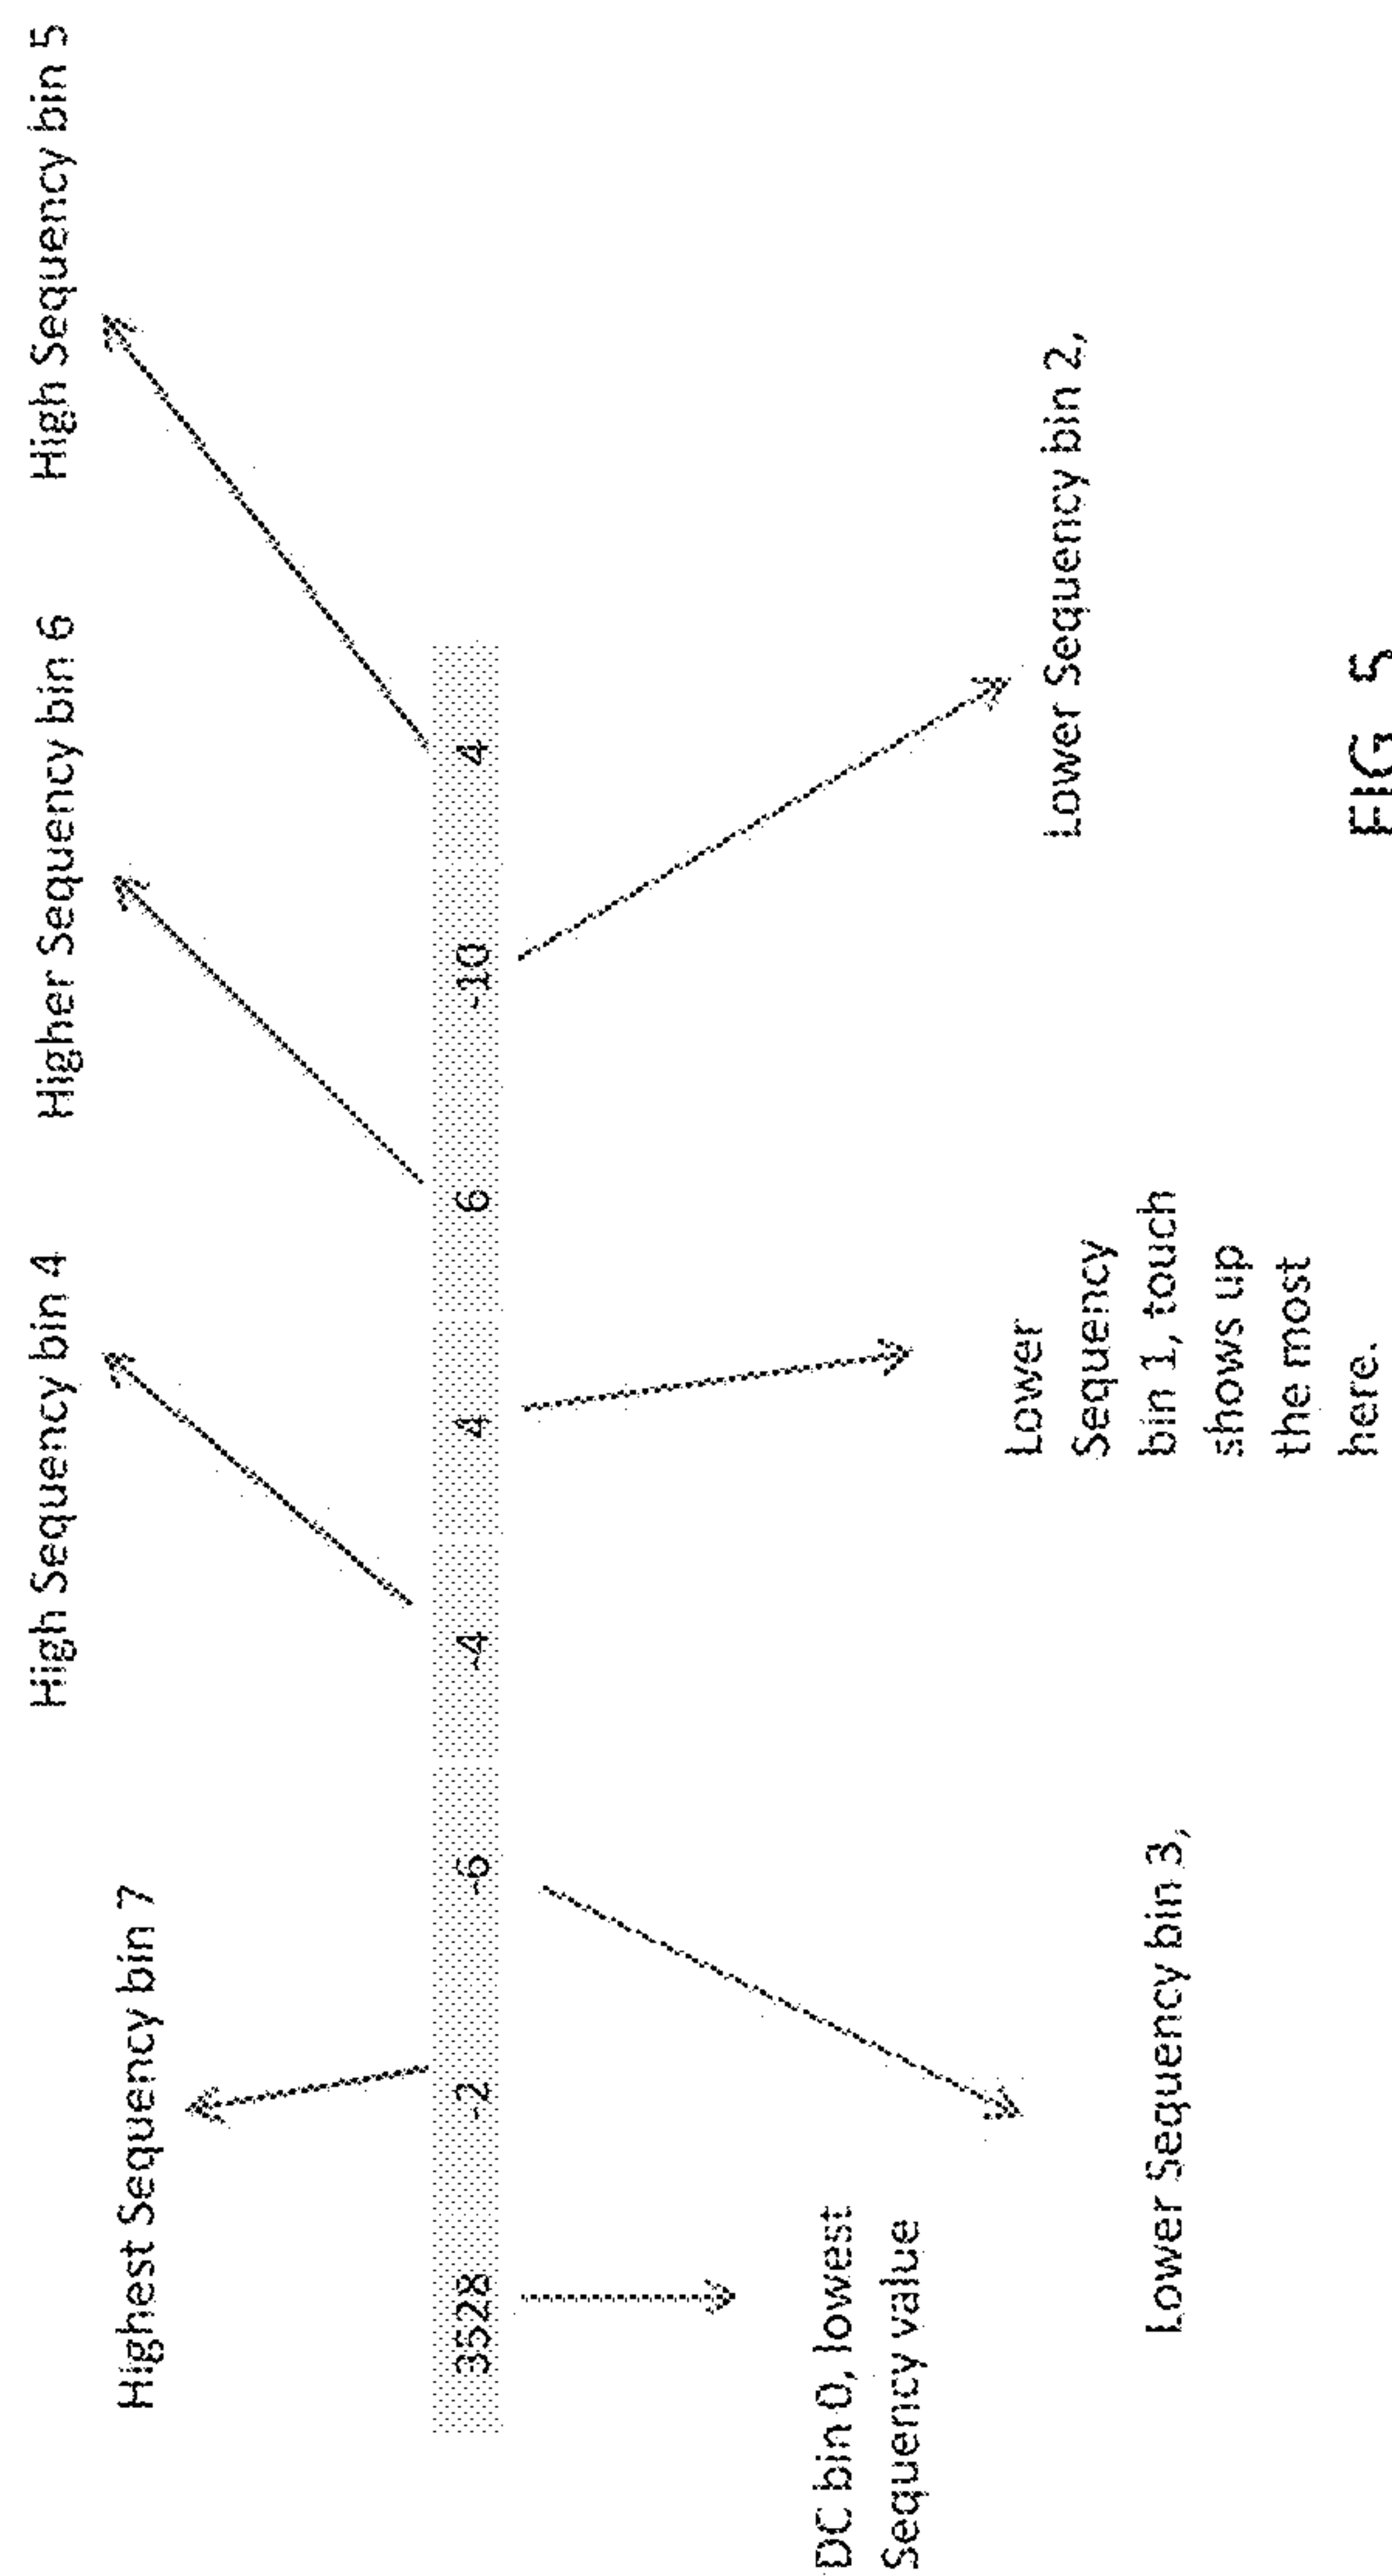 Highest Sequency bin 7
High Sequency bin 4
Higher Sequency bin 6
High Sequency bin 5
3528 -2 -6 -4 4 6 -10 4
DC bin 0, lowest
Sequency value
Lower Sequency bin 3,
Lower
Sequency
bin 1, touch
shows up
the most
here.
Lower Sequency bin 2,
FIG. 5